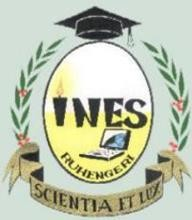 INES
RUHENGERI
SCIENTIA ET LUX